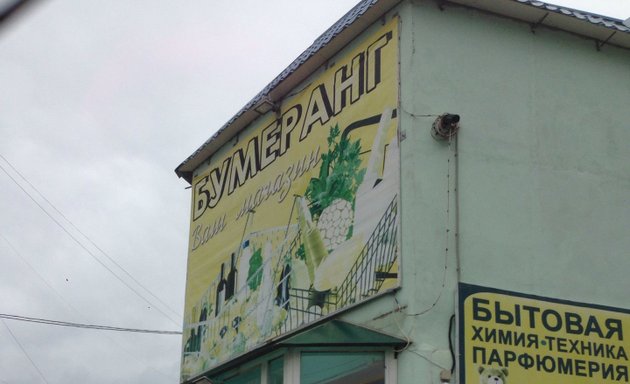 БУМЕРАНГ
Ваш магазин
БЫТОВАЯ
ХИМИЯ•ТЕХНИКА
ПАРФЮМЕРИЯ